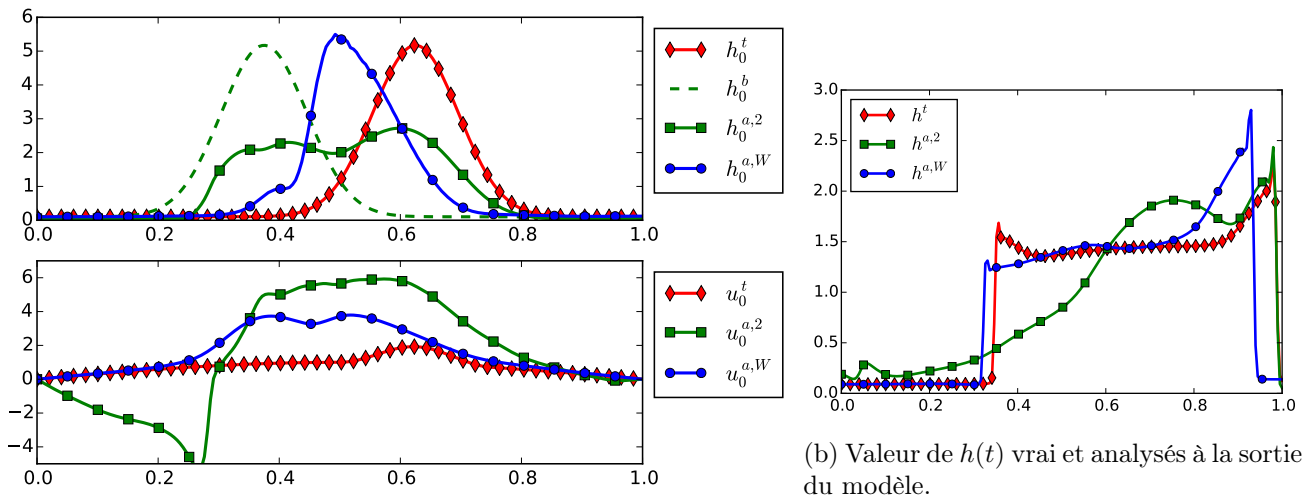 6
5
4
3
2
1
0
0.0 0.2 0.4 0.6 0.8 1.0
$h_0^t$
$h_0^b$
$h_0^{a,2}$
$h_0^{a,W}$
6
4
2
0
−2
−4
0.0 0.2 0.4 0.6 0.8 1.0
$u_0^t$
$u_0^{a,2}$
$u_0^{a,W}$
3.0
2.5
2.0
1.5
1.0
0.5
0.0
0.0 0.2 0.4 0.6 0.8 1.0
$h^t$
$h^{a,2}$
$h^{a,W}$
(b) Valeur de $h(t)$ vrai et analysés à la sortie
du modèle.